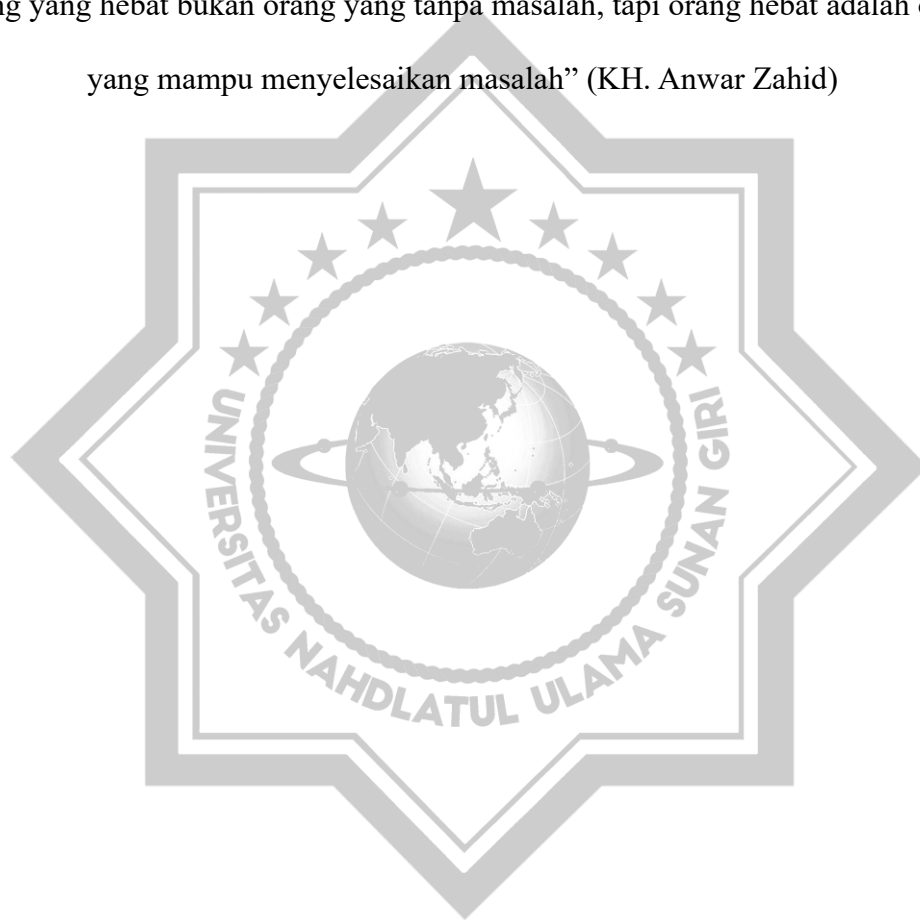 yang hebat bukan orang yang tanpa masalah, tapi orang hebat adalah
yang mampu menyelesaikan masalah” (KH. Anwar Zahid)
UNIVERSITAS NAHDLATUL ULAMA SUNAN GIRI